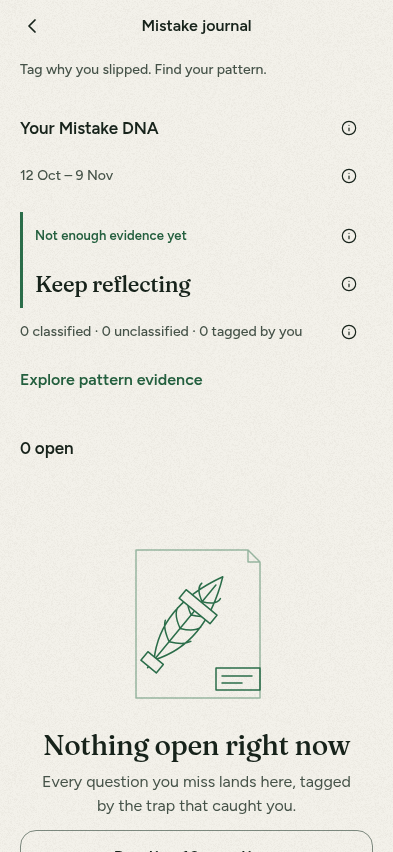 Mistake journal
Tag why you slipped. Find your pattern.
Your Mistake DNA
12 Oct – 9 Nov
Not enough evidence yet
Keep reflecting
0 classified · 0 unclassified · 0 tagged by you
Explore pattern evidence
0 open
Nothing open right now
Every question you miss lands here, tagged
by the trap that caught you.